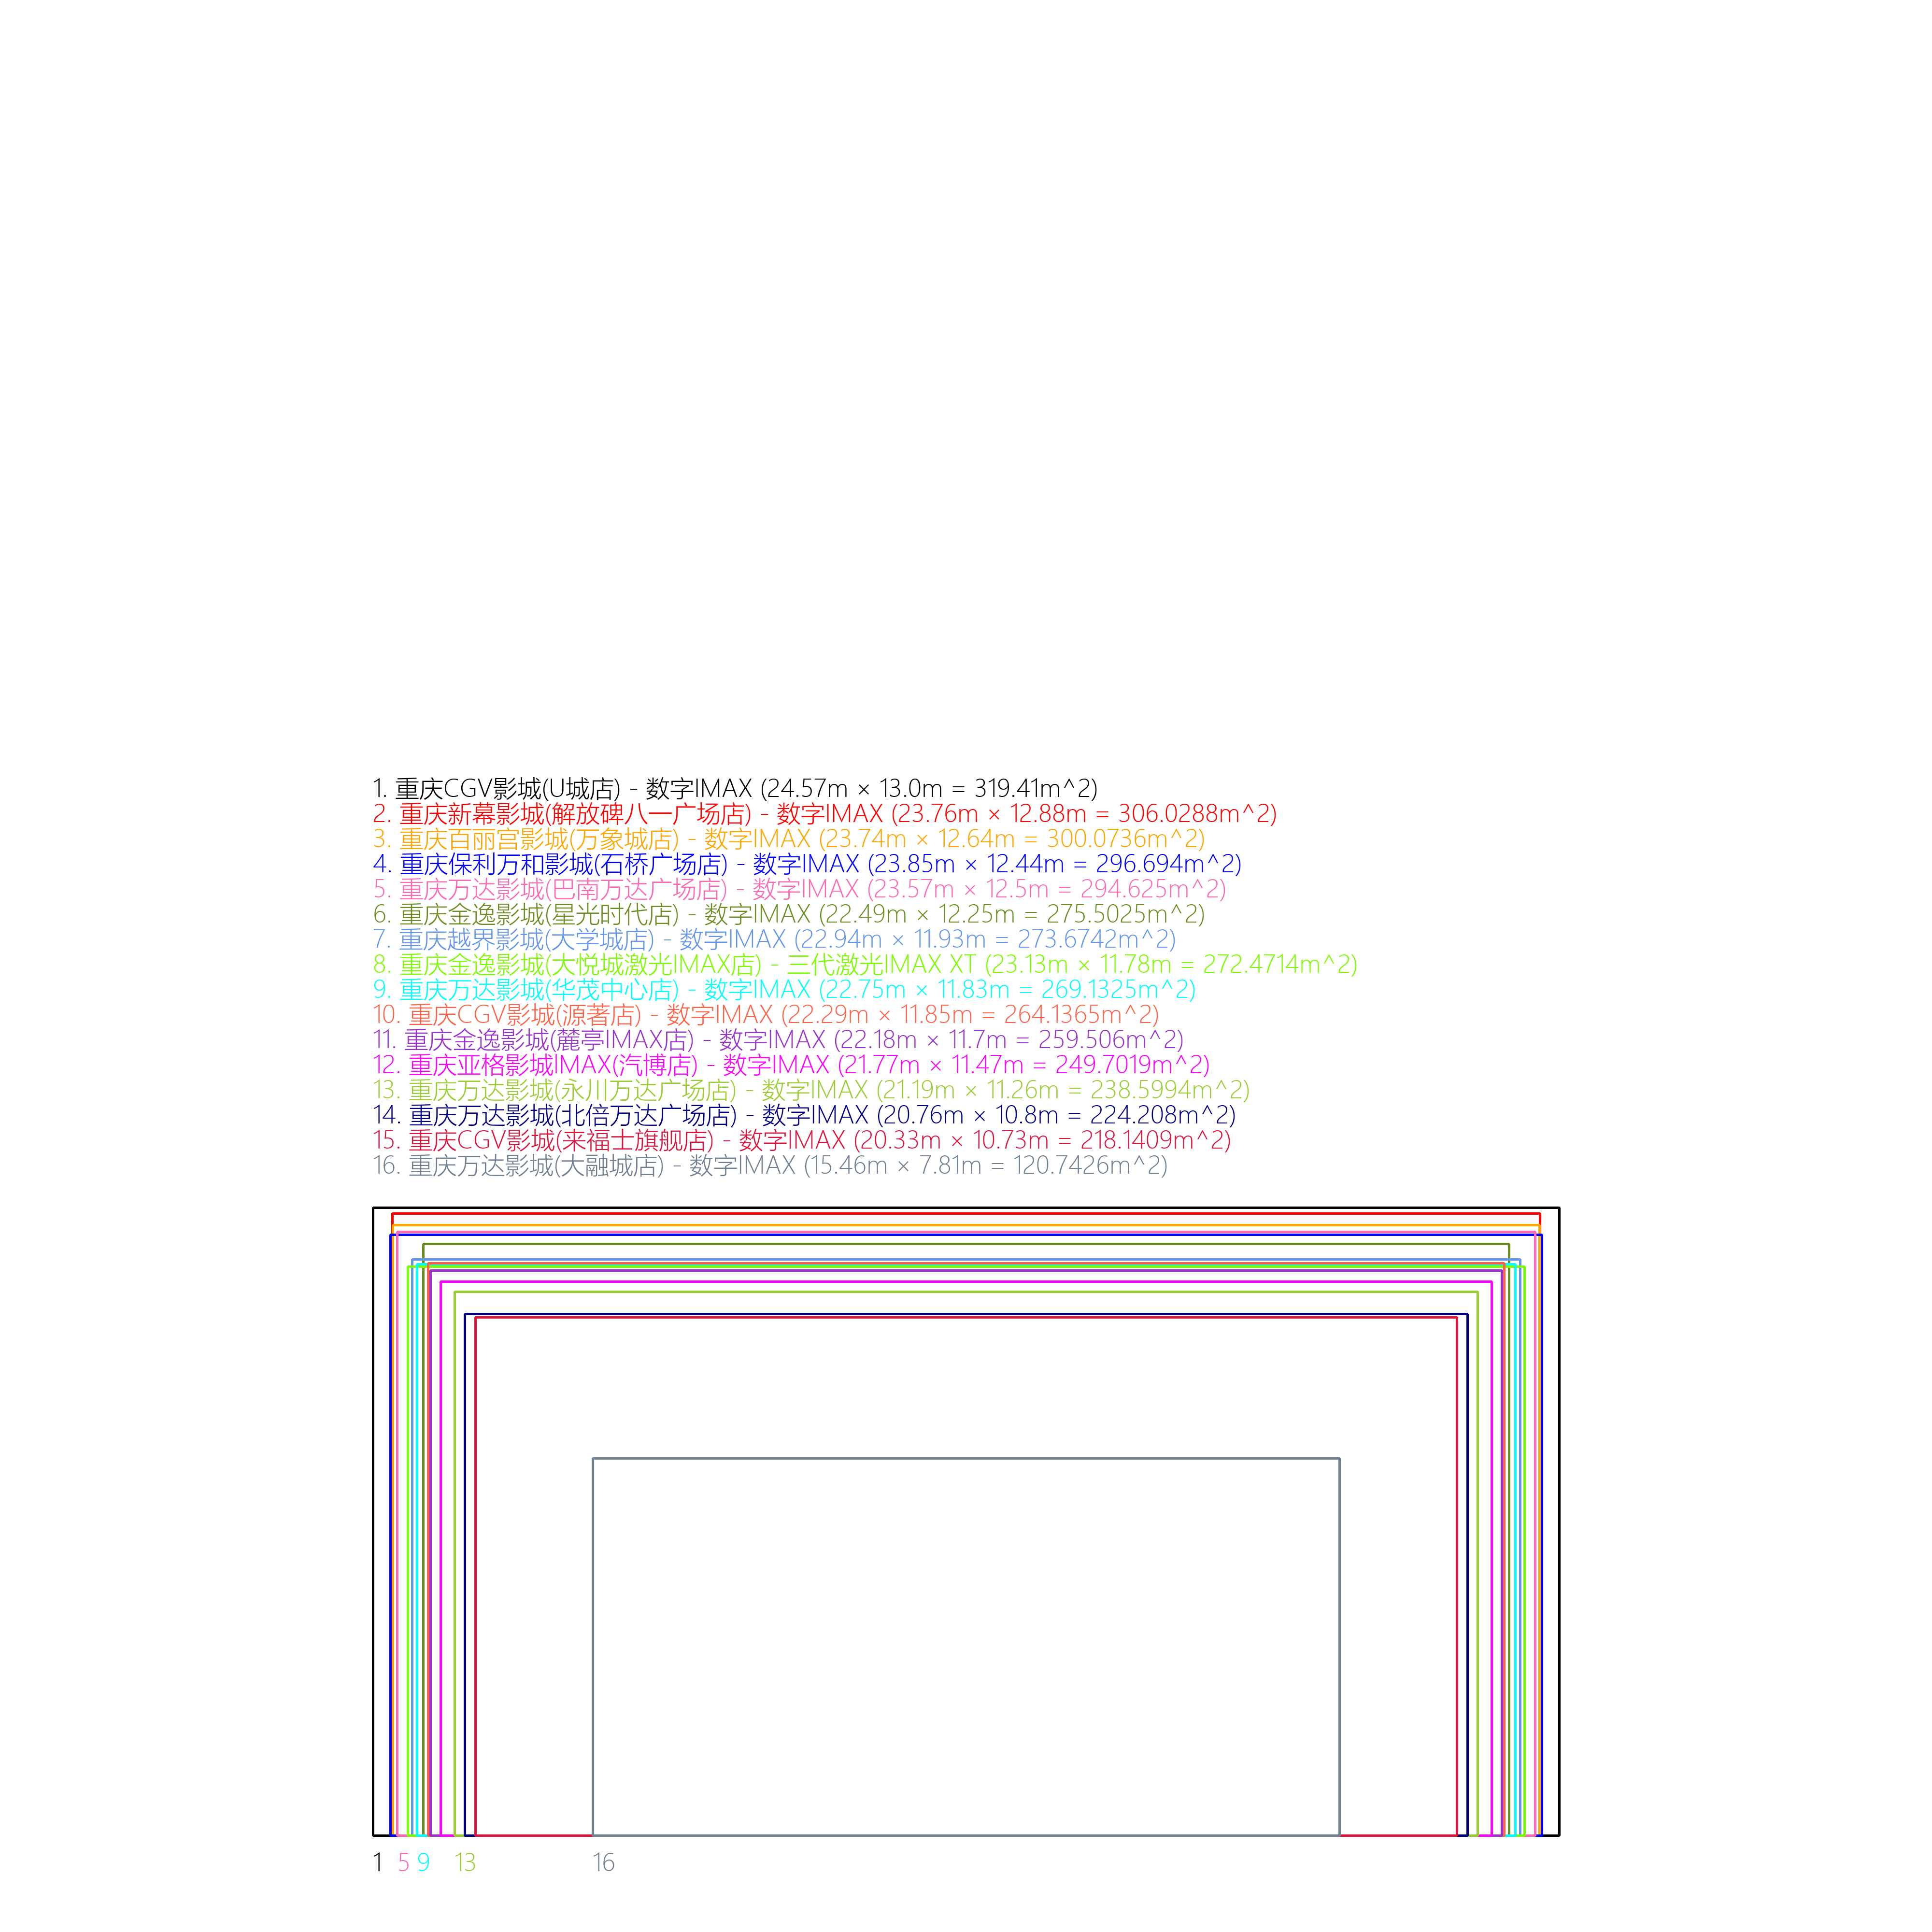 1. 重庆CGV影城(U城店) - 数字IMAX (24.57m × 13.0m = 319.41m^2)
2. 重庆新幕影城(解放碑八一广场店) - 数字IMAX (23.76m × 12.88m = 306.0288m^2)
3. 重庆百丽宫影城(万象城店) - 数字IMAX (23.74m × 12.64m = 300.0736m^2)
4. 重庆保利万和影城(石桥广场店) - 数字IMAX (23.85m × 12.44m = 296.694m^2)
5. 重庆万达影城(巴南万达广场店) - 数字IMAX (23.57m × 12.5m = 294.625m^2)
6. 重庆金逸影城(星光时代店) - 数字IMAX (22.49m × 12.25m = 275.5025m^2)
7. 重庆越界影城(大学城店) - 数字IMAX (22.94m × 11.93m = 273.6742m^2)
8. 重庆金逸影城(大悦城激光IMAX店) - 三代激光IMAX XT (23.13m × 11.78m = 272.4714m^2)
9. 重庆万达影城(华茂中心店) - 数字IMAX (22.75m × 11.83m = 269.1325m^2)
10. 重庆CGV影城(源著店) - 数字IMAX (22.29m × 11.85m = 264.1365m^2)
11. 重庆金逸影城(麓亭IMAX店) - 数字IMAX (22.18m × 11.7m = 259.506m^2)
12. 重庆亚格影城IMAX(汽博店) - 数字IMAX (21.77m × 11.47m = 249.7019m^2)
13. 重庆万达影城(永川万达广场店) - 数字IMAX (21.19m × 11.26m = 238.5994m^2)
14. 重庆万达影城(北倍万达广场店) - 数字IMAX (20.76m × 10.8m = 224.208m^2)
15. 重庆CGV影城(来福士旗舰店) - 数字IMAX (20.33m × 10.73m = 218.1409m^2)
16. 重庆万达影城(大融城店) - 数字IMAX (15.46m × 7.81m = 120.7426m^2)
1 5 9 13 16